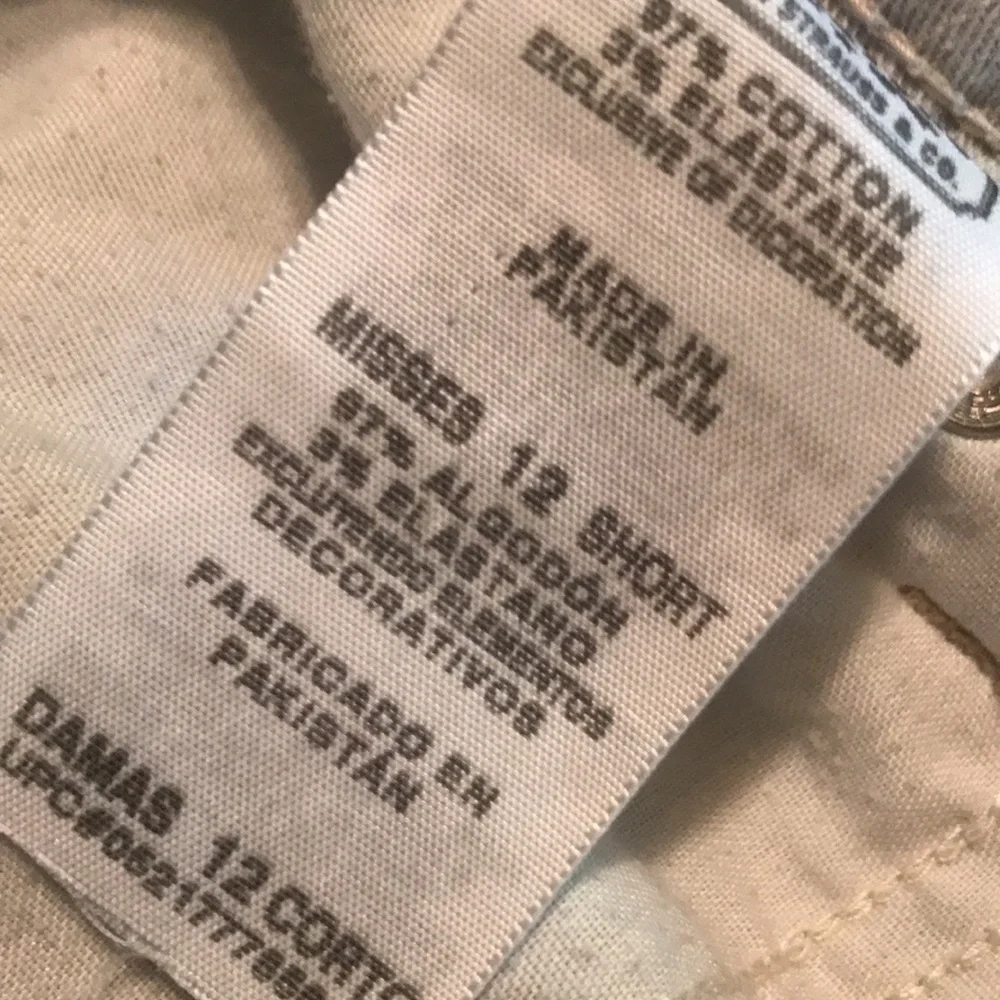 STRAUSS & CO.
97% COTTON
3% ELASTANE
EXCLUSIVE OF DICORATION
MADE IN
PAKISTAN
MISSES 12 SHORT
97% ALGODÓN
3% ELASTANO
EXCLUYENDO ELEMENTOS
DECORATIVOS
FABRICADO EN
PAKISTÁN
DAMAS 12 CORTO